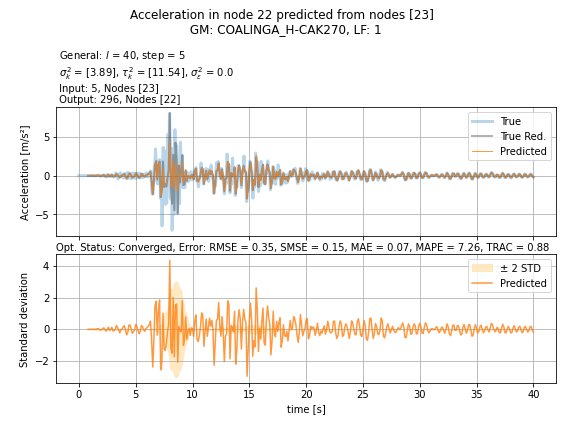 Acceleration in node 22 predicted from nodes [23]
GM: COALINGA_H-CAK270, LF: 1
General: l = 40, step = 5
σ²ₖ = [3.89], τ²ₖ = [11.54], σ²ε = 0.0
Input: 5, Nodes [23]
Output: 296, Nodes [22]
True
True Red.
Predicted
Acceleration [m/s²]
5
0
−5
Opt. Status: Converged, Error: RMSE = 0.35, SMSE = 0.15, MAE = 0.07, MAPE = 7.26, TRAC = 0.88
± 2 STD
Predicted
Standard deviation
4
2
0
−2
0 5 10 15 20 25 30 35 40
time [s]